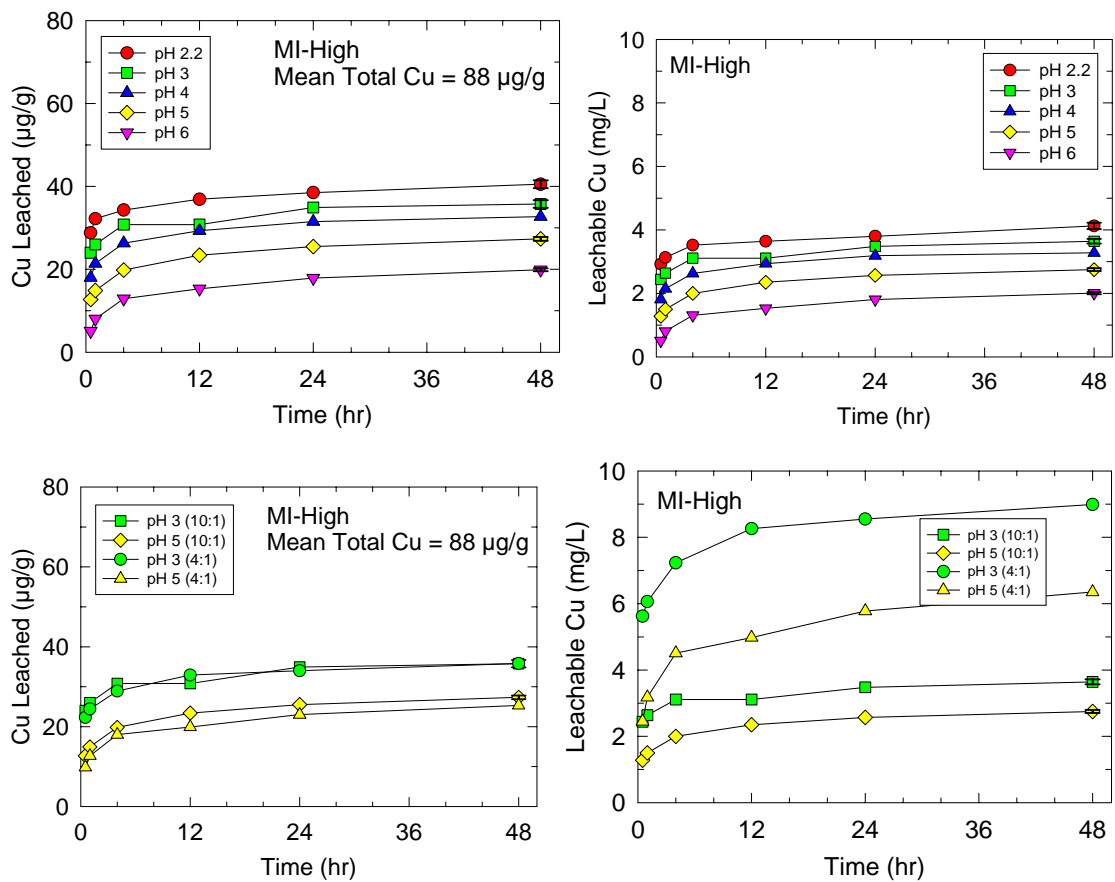 80
60
40
20
0
Cu Leached (µg/g)
pH 2.2
pH 3
pH 4
pH 5
pH 6
MI-High
Mean Total Cu = 88 µg/g
0 12 24 36 48
Time (hr)
10
8
6
4
2
0
Leachable Cu (mg/L)
MI-High
pH 2.2
pH 3
pH 4
pH 5
pH 6
0 12 24 36 48
Time (hr)
80
60
40
20
0
Cu Leached (µg/g)
pH 3 (10:1)
pH 5 (10:1)
pH 3 (4:1)
pH 5 (4:1)
MI-High
Mean Total Cu = 88 µg/g
0 12 24 36 48
Time (hr)
10
8
6
4
2
0
Leachable Cu (mg/L)
MI-High
pH 3 (10:1)
pH 5 (10:1)
pH 3 (4:1)
pH 5 (4:1)
0 12 24 36 48
Time (hr)